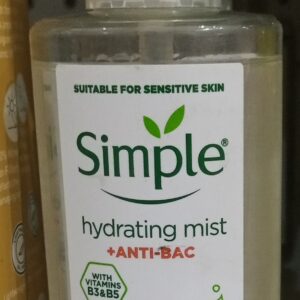 SUITABLE FOR SENSITIVE SKIN
Simple®
hydrating mist
+ANTI-BAC
WITH
VITAMINS
B3&B5